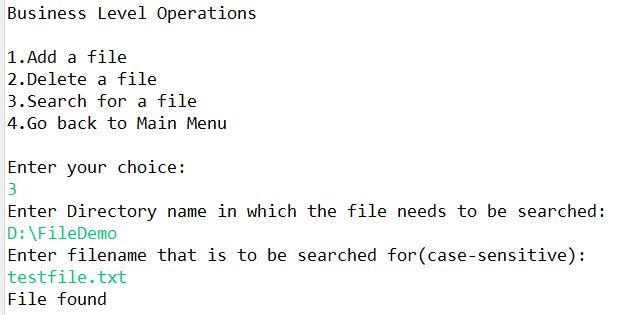 Business Level Operations
1.Add a file
2.Delete a file
3.Search for a file
4.Go back to Main Menu
Enter your choice:
3
Enter Directory name in which the file needs to be searched:
D:\FileDemo
Enter filename that is to be searched for(case-sensitive):
testfile.txt
File found